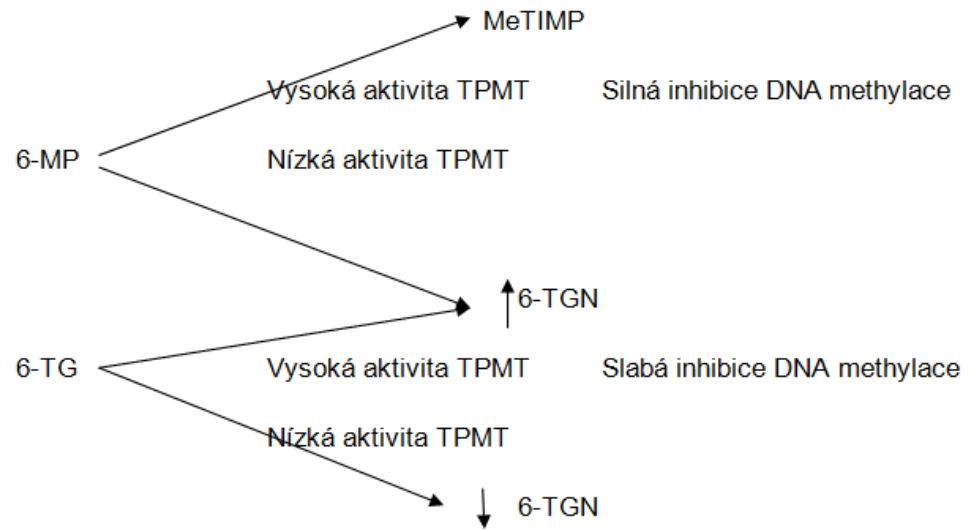 MeTIMP
Vysoká aktivita TPMT Silná inhibice DNA methylace
6-MP Nízká aktivita TPMT
6-TGN
6-TG Vysoká aktivita TPMT Slabá inhibice DNA methylace
Nízká aktivita TPMT
6-TGN